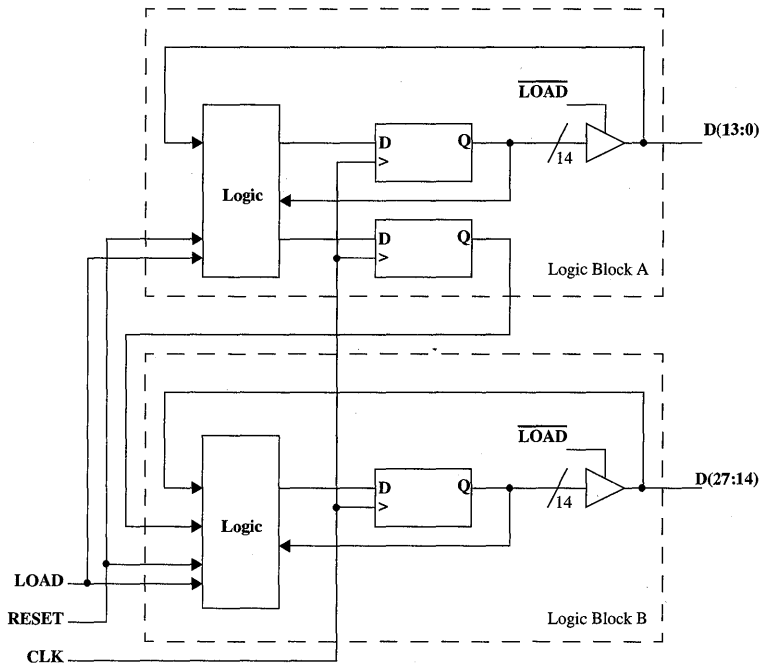 LOAD
D(13:0)
D Q
>
14
Logic
D Q
>
Logic Block A
LOAD
D(27:14)
D Q
>
14
Logic
LOAD
RESET
Logic Block B
CLK